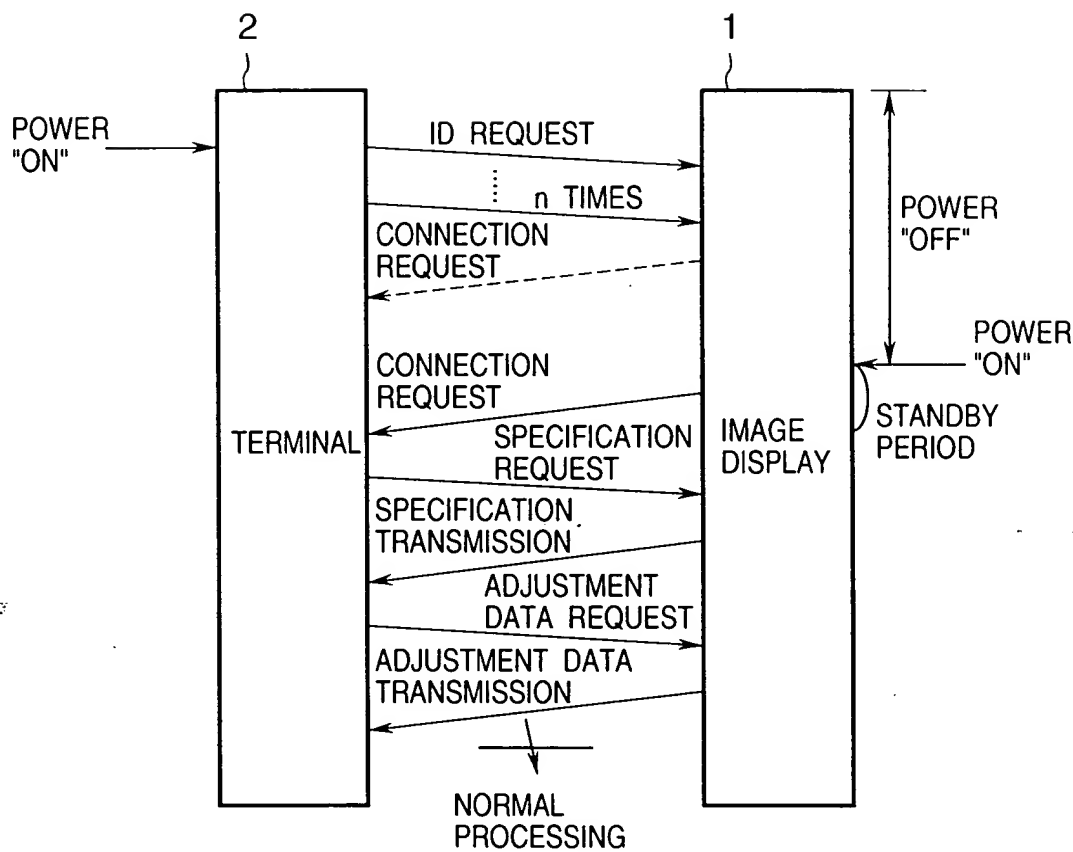 2
1
POWER
"ON"
ID REQUEST
n TIMES
CONNECTION
REQUEST
POWER
"OFF"
POWER
"ON"
CONNECTION
REQUEST
STANDBY
PERIOD
TERMINAL
SPECIFICATION
REQUEST
IMAGE
DISPLAY
SPECIFICATION
TRANSMISSION
ADJUSTMENT
DATA REQUEST
ADJUSTMENT DATA
TRANSMISSION
NORMAL
PROCESSING